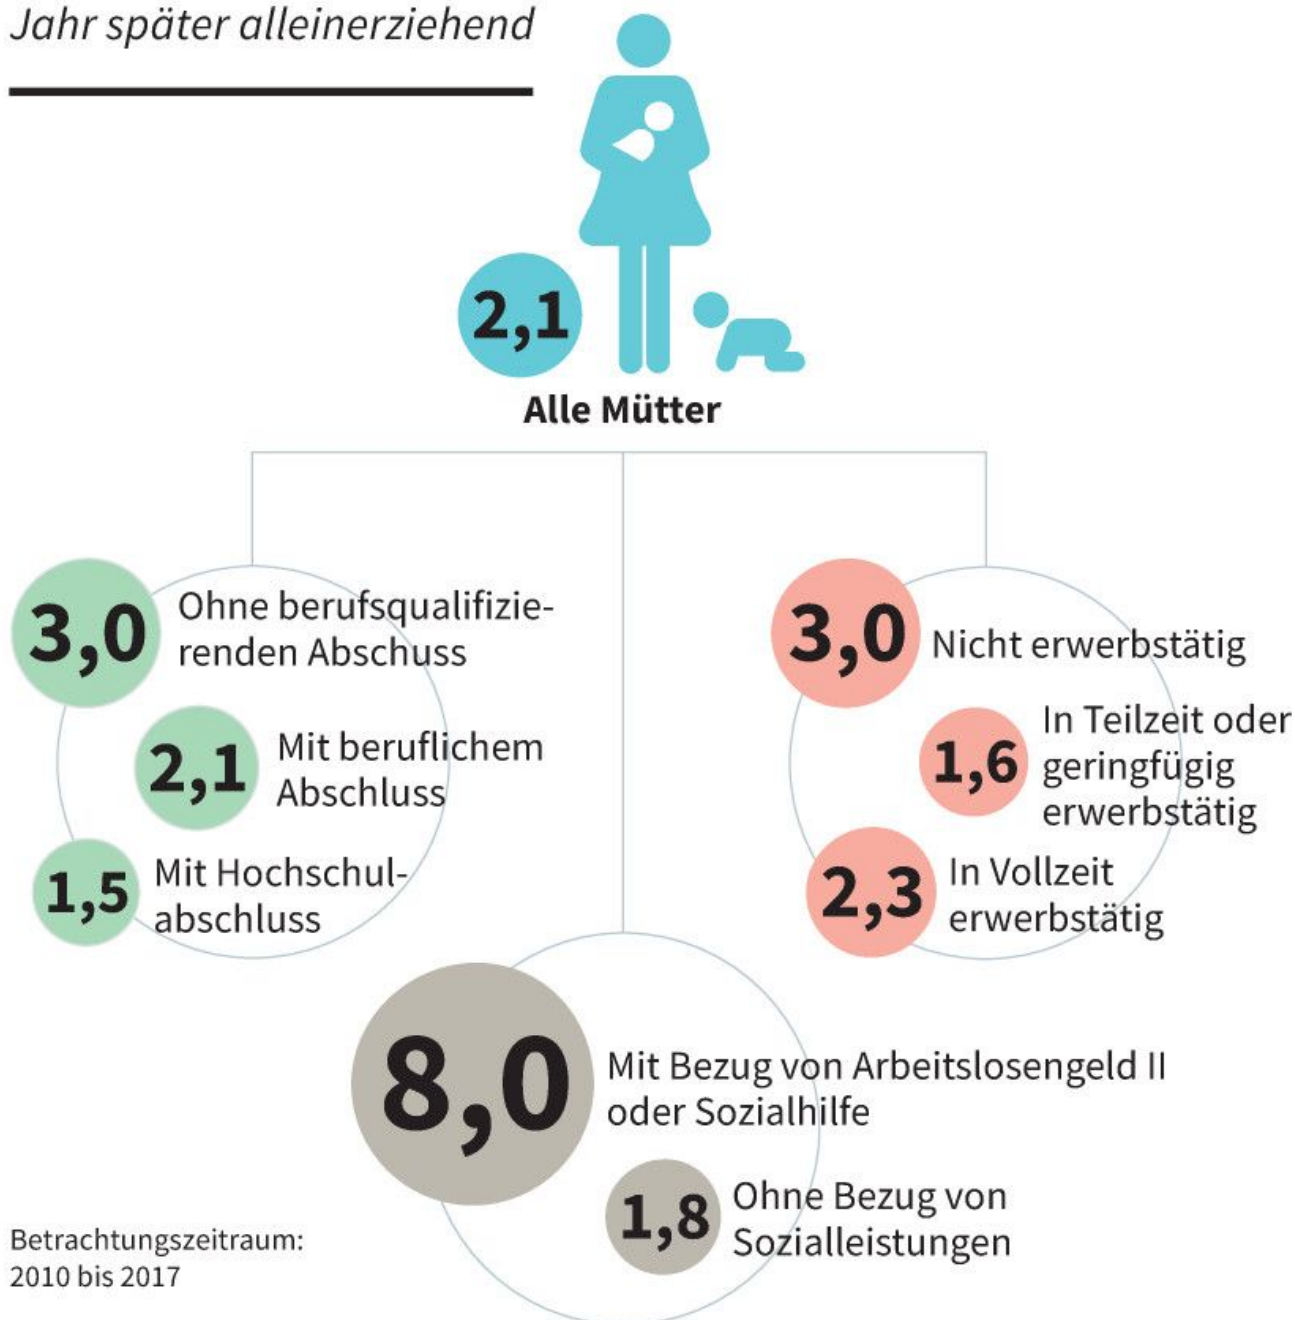 Jahr später alleinerziehend
2,1
Alle Mütter
3,0
Ohne berufsqualifizie-
renden Abschuss
2,1
Mit beruflichem
Abschluss
1,5
Mit Hochschul-
abschluss
3,0
Nicht erwerbstätig
1,6
In Teilzeit oder
geringfügig
erwerbstätig
2,3
In Vollzeit
erwerbstätig
8,0
Mit Bezug von Arbeitslosengeld II
oder Sozialhilfe
1,8
Ohne Bezug von
Sozialleistungen
Betrachtungszeitraum:
2010 bis 2017